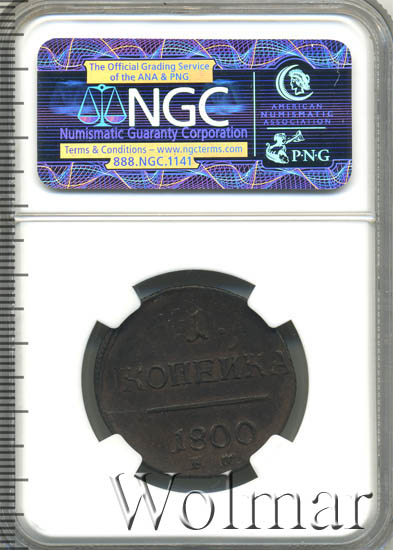 The Official Grading Service
of the ANA & PNG
NGC
Numismatic Guaranty Corporation
Terms & Conditions – www.ngcterms.com
888.NGC.1141
AMERICAN
NUMISMATIC
ASSOCIATION
P·N·G
1
КОПЕЙКА
1800
Е М
Wolmar